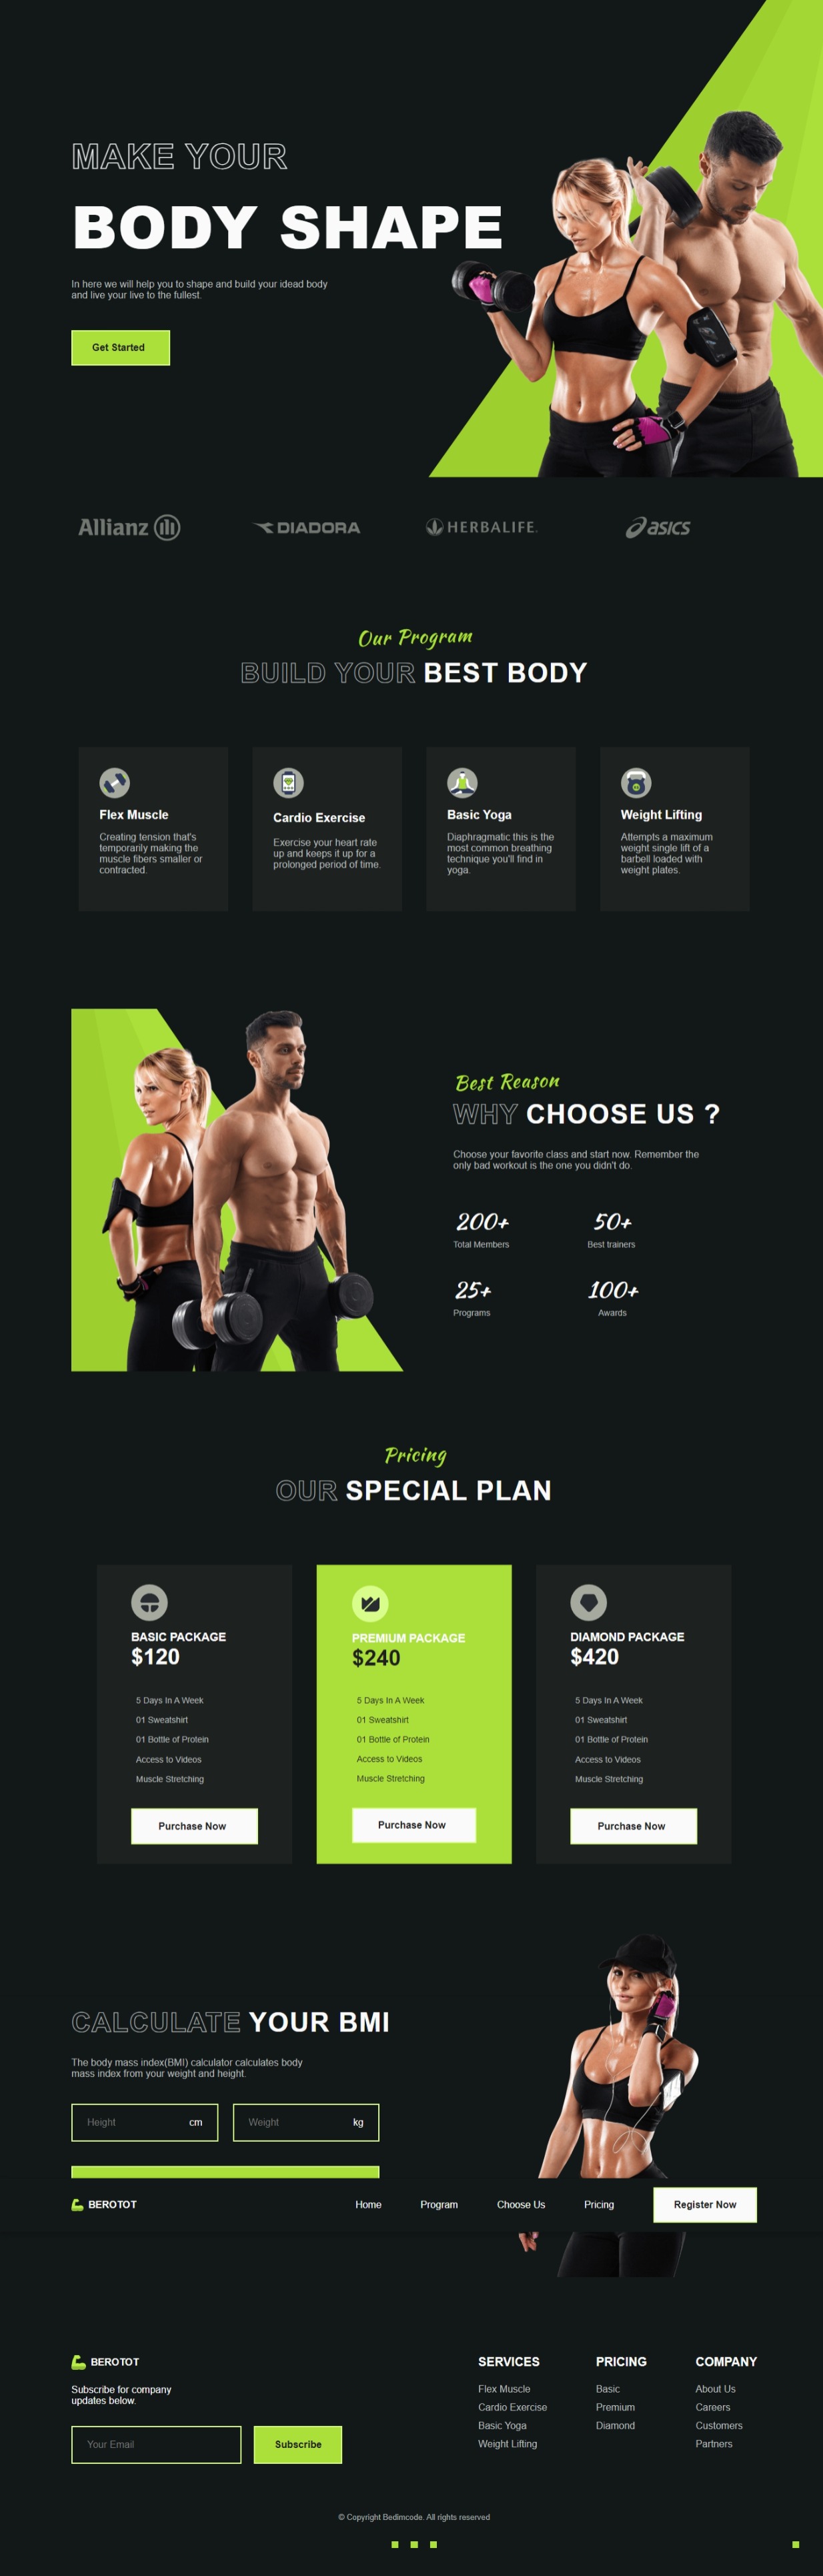 MAKE YOUR
BODY SHAPE
In here we will help you to shape and build your idead body
and live your live to the fullest.
Get Started
Allianz
DIADORA
HERBALIFE.
asics
Our Program
BUILD YOUR BEST BODY
Flex Muscle
Creating tension that's
temporarily making the
muscle fibers smaller or
contracted.
Cardio Exercise
Exercise your heart rate
up and keeps it up for a
prolonged period of time.
Basic Yoga
Diaphragmatic this is the
most common breathing
technique you'll find in
yoga.
Weight Lifting
Attempts a maximum
weight single lift of a
barbell loaded with
weight plates.
Best Reason
WHY CHOOSE US ?
Choose your favorite class and start now. Remember the
only bad workout is the one you didn't do.
200+
Total Members
50+
Best trainers
25+
Programs
100+
Awards
Pricing
OUR SPECIAL PLAN
BASIC PACKAGE
$120
5 Days In A Week
01 Sweatshirt
01 Bottle of Protein
Access to Videos
Muscle Stretching
Purchase Now
PREMIUM PACKAGE
$240
5 Days In A Week
01 Sweatshirt
01 Bottle of Protein
Access to Videos
Muscle Stretching
Purchase Now
DIAMOND PACKAGE
$420
5 Days In A Week
01 Sweatshirt
01 Bottle of Protein
Access to Videos
Muscle Stretching
Purchase Now
CALCULATE YOUR BMI
The body mass index(BMI) calculator calculates body
mass index from your weight and height.
Height cm
Weight kg
BEROTOT
Home
Program
Choose Us
Pricing
Register Now
BEROTOT
Subscribe for company
updates below.
Your Email
Subscribe
SERVICES
Flex Muscle
Cardio Exercise
Basic Yoga
Weight Lifting
PRICING
Basic
Premium
Diamond
COMPANY
About Us
Careers
Customers
Partners
© Copyright Bedimcode. All rights reserved